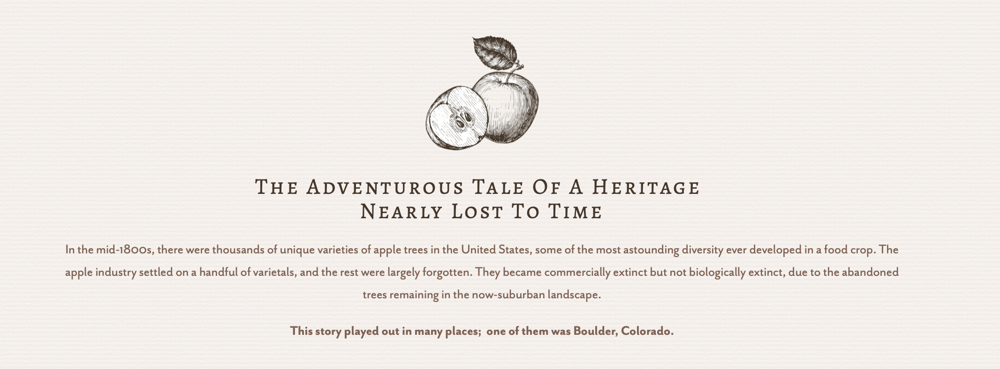 The Adventurous Tale Of A Heritage
Nearly Lost To Time
In the mid-1800s, there were thousands of unique varieties of apple trees in the United States, some of the most astounding diversity ever developed in a food crop. The
apple industry settled on a handful of varietals, and the rest were largely forgotten. They became commercially extinct but not biologically extinct, due to the abandoned
trees remaining in the now-suburban landscape.
This story played out in many places;  one of them was Boulder, Colorado.